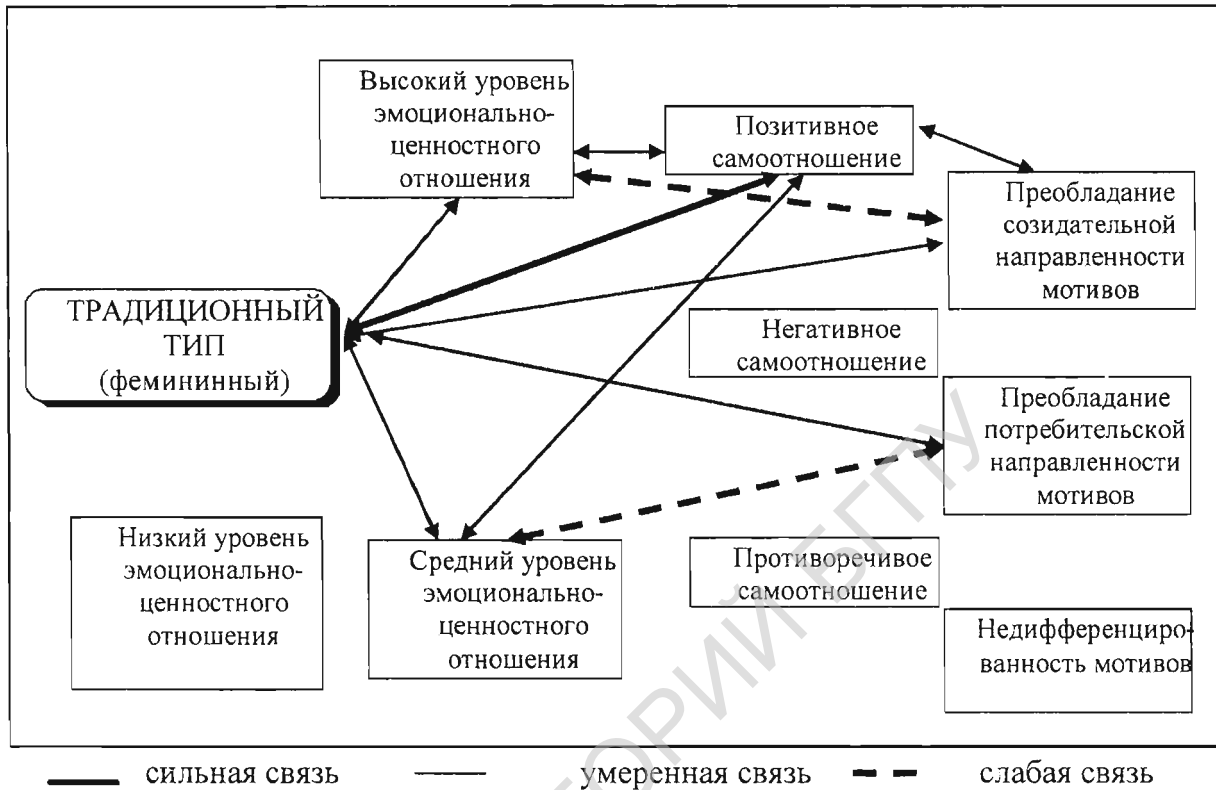 Высокий уровень
эмоционально-
ценностного
отношения
Позитивное
самоотношение
Преобладание
созидательной
направленности
мотивов
ТРАДИЦИОННЫЙ
ТИП
(фемининный)
Негативное
самоотношение
Преобладание
потребительской
направленности
мотивов
Низкий уровень
эмоционально-
ценностного
отношения
Средний уровень
эмоционально-
ценностного
отношения
Противоречивое
самоотношение
Недифференциро-
ванность мотивов
сильная связь умеренная связь слабая связь
ТОРИЙ БГПУ